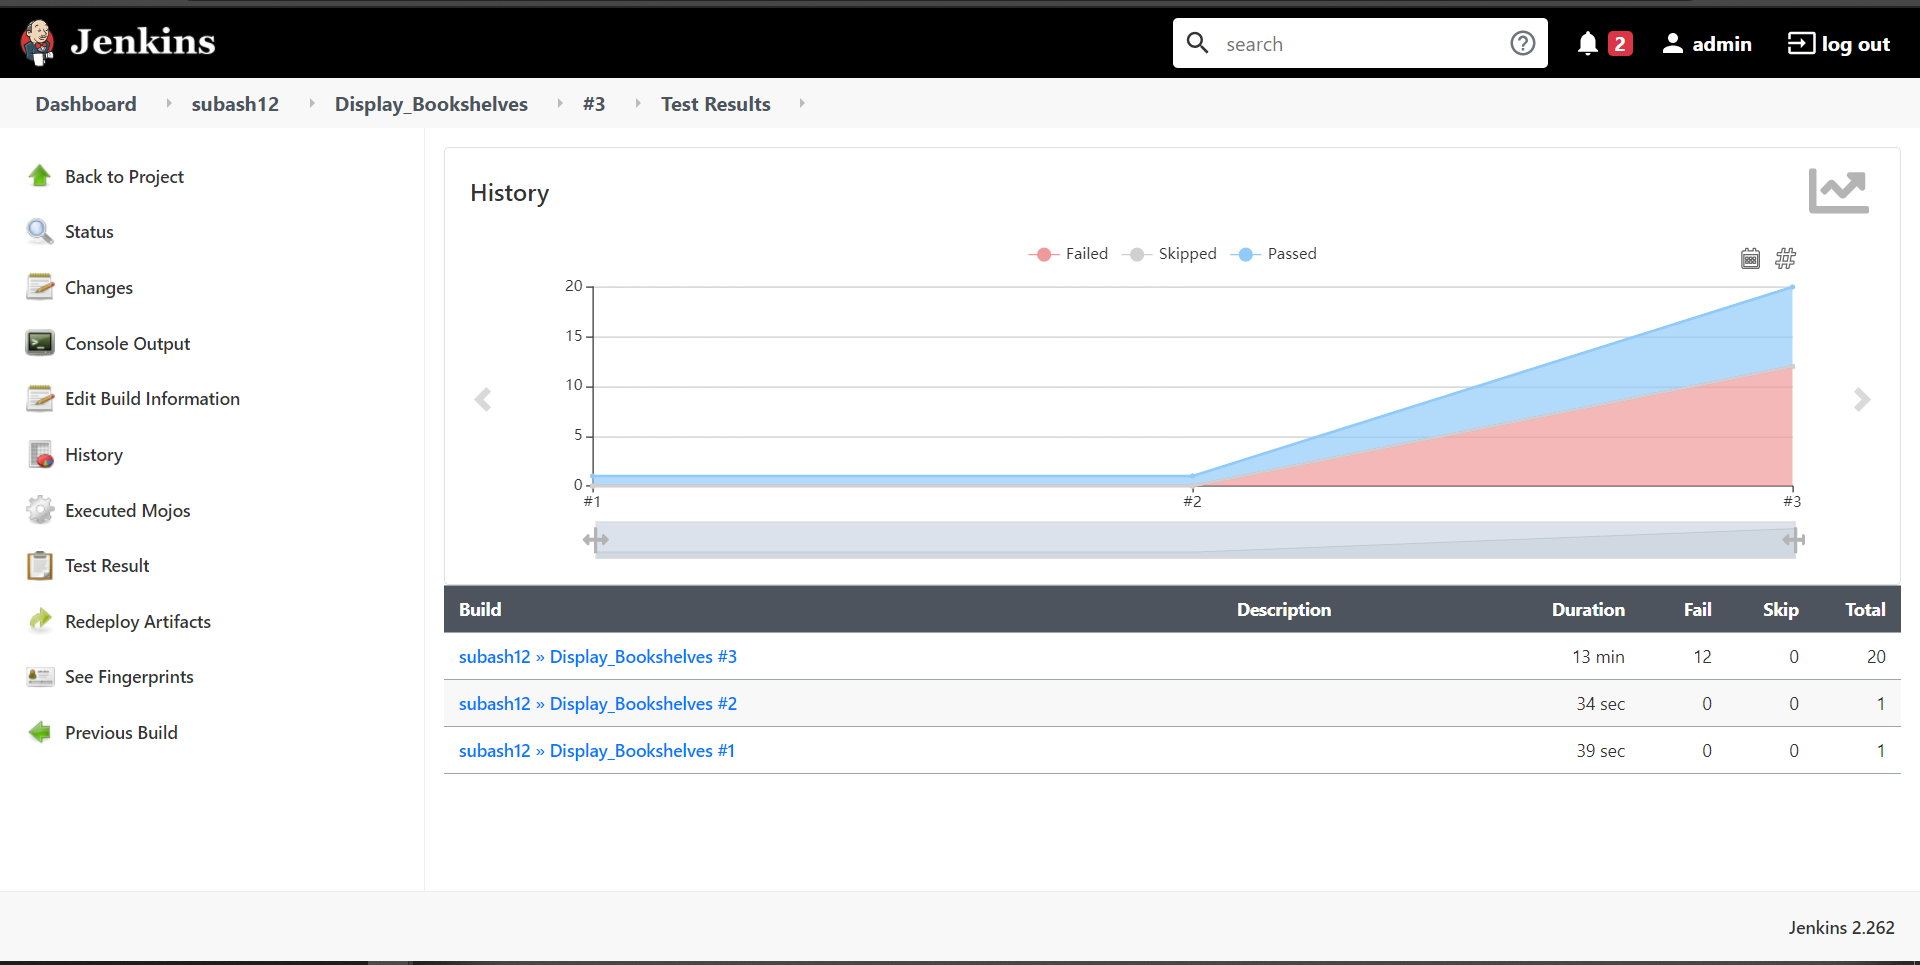 Jenkins
search
2
admin
log out
Dashboard subash12 Display_Bookshelves #3 Test Results
Back to Project
Status
Changes
Console Output
Edit Build Information
History
Executed Mojos
Test Result
Redeploy Artifacts
See Fingerprints
Previous Build
History
Failed Skipped Passed
20
15
10
5
0
#1 #2 #3
Build Description Duration Fail Skip Total
subash12 » Display_Bookshelves #3 13 min 12 0 20
subash12 » Display_Bookshelves #2 34 sec 0 0 1
subash12 » Display_Bookshelves #1 39 sec 0 0 1
Jenkins 2.262